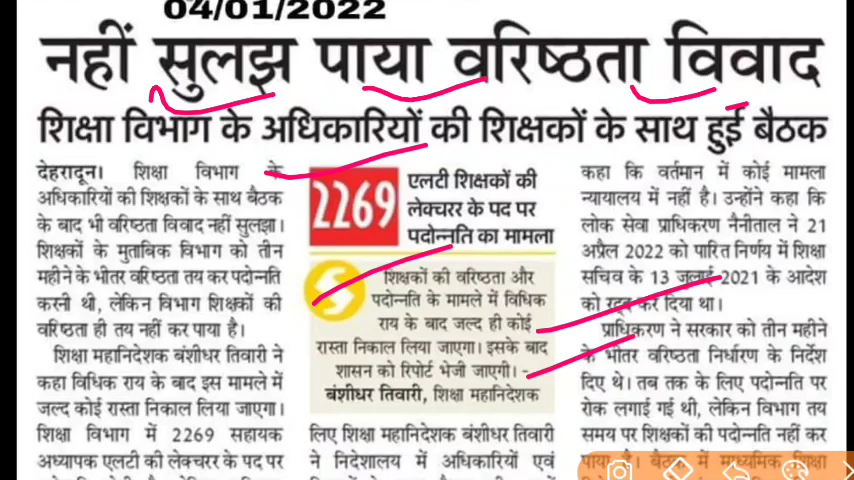 04/01/2022
नहीं सुलझ पाया वरिष्ठता विवाद
शिक्षा विभाग के अधिकारियों की शिक्षकों के साथ हुई बैठक
देहरादून। शिक्षा विभाग के
अधिकारियों की शिक्षकों के साथ बैठक
के बाद भी वरिष्ठता विवाद नहीं सुलझा।
शिक्षकों के मुताबिक विभाग को तीन
महीने के भीतर वरिष्ठता तय कर पदोन्नति
करनी थी, लेकिन विभाग शिक्षकों की
वरिष्ठता ही तय नहीं कर पाया है।
शिक्षा महानिदेशक बंशीधर तिवारी ने
कहा विधिक राय के बाद इस मामले में
जल्द कोई रास्ता निकाल लिया जाएगा।
शिक्षा विभाग में 2269 सहायक
अध्यापक एलटी की लेक्चरर के पद पर
2269
एलटी शिक्षकों की
लेक्चरर के पद पर
पदोन्नति का मामला
शिक्षकों की वरिष्ठता और
पदोन्नति के मामले में विधिक
राय के बाद जल्द ही कोई
रास्ता निकाल लिया जाएगा। इसके बाद
शासन को रिपोर्ट भेजी जाएगी। -
बंशीधर तिवारी, शिक्षा महानिदेशक
लिए शिक्षा महानिदेशक बंशीधर तिवारी
ने निदेशालय में अधिकारियों एवं
कहा कि वर्तमान में कोई मामला
न्यायालय में नहीं है। उन्होंने कहा कि
लोक सेवा प्राधिकरण नैनीताल ने 21
अप्रैल 2022 को पारित निर्णय में शिक्षा
सचिव के 13 जुलाई 2021 के आदेश
को रद्द कर दिया था।
प्राधिकरण ने सरकार को तीन महीने
के भीतर वरिष्ठता निर्धारण के निर्देश
दिए थे। तब तक के लिए पदोन्नति पर
रोक लगाई गई थी, लेकिन विभाग तय
समय पर शिक्षकों की पदोन्नति नहीं कर
पाया है। बैठक में माध्यमिक शिक्षा